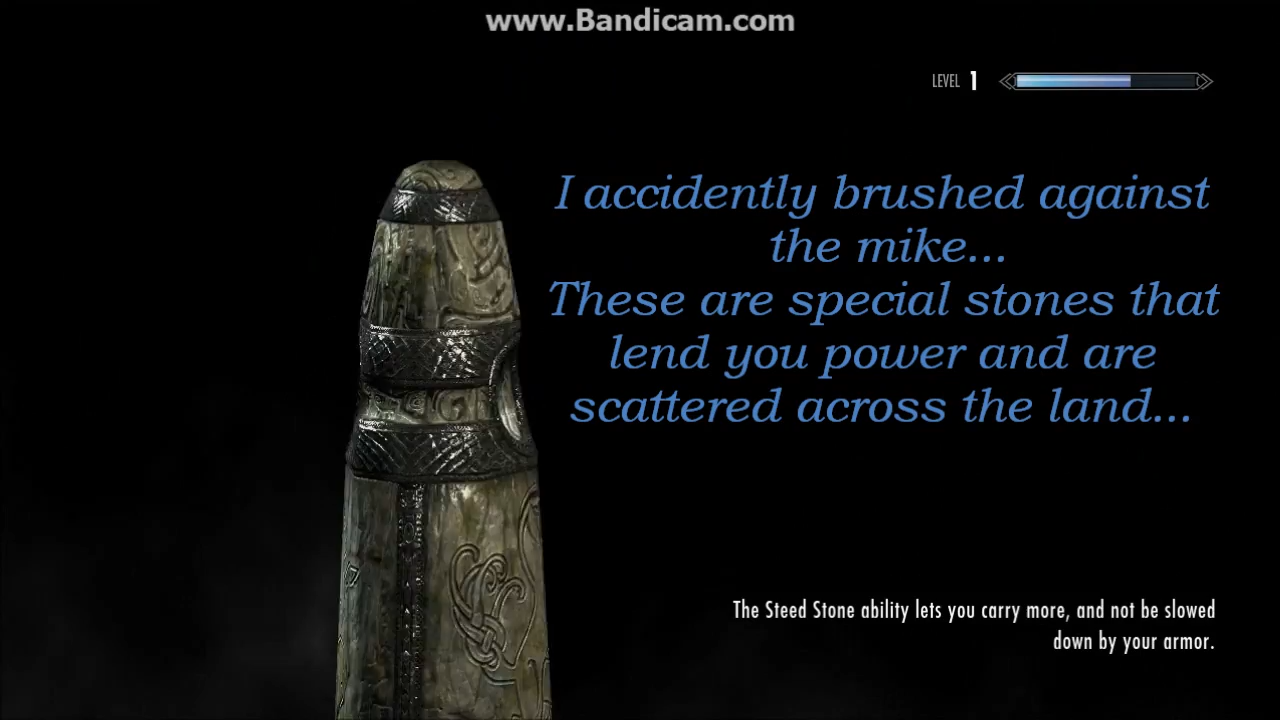 www.Bandicam.com
LEVEL 1
I accidently brushed against
the mike...
These are special stones that
lend you power and are
scattered across the land...
The Steed Stone ability lets you carry more, and not be slowed
down by your armor.